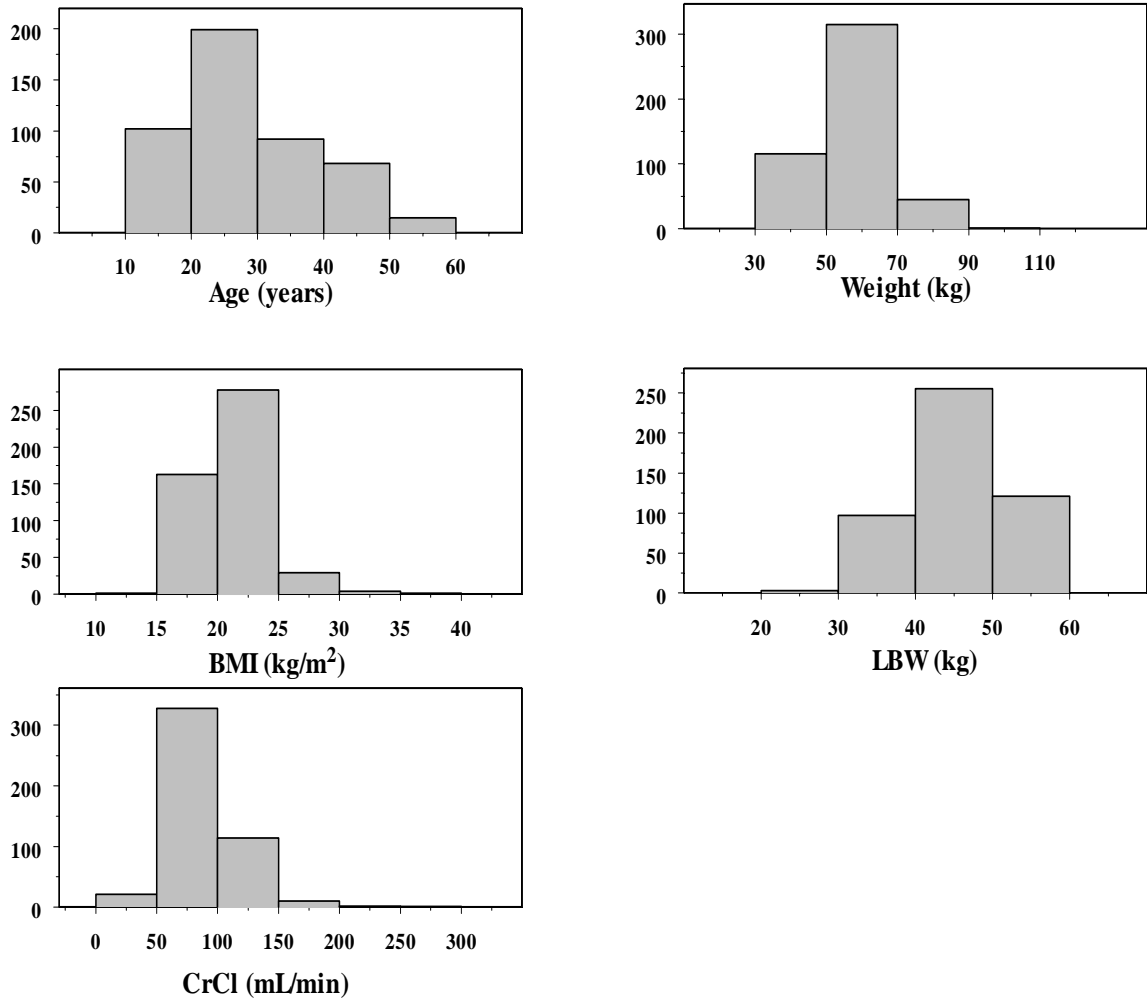 200
150
100
50
0
10 20 30 40 50 60
Age (years)
300
200
100
0
30 50 70 90 110
Weight (kg)
250
200
150
100
50
0
10 15 20 25 30 35 40
BMI (kg/m²)
250
200
150
100
50
0
20 30 40 50 60
LBW (kg)
300
200
100
0
0 50 100 150 200 250 300
CrCl (mL/min)